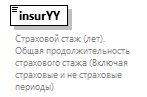 insurYY
Страховой стаж (лет).
Общая продолжительность
страхового стажа (Включая
страховые и не страховые
периоды)